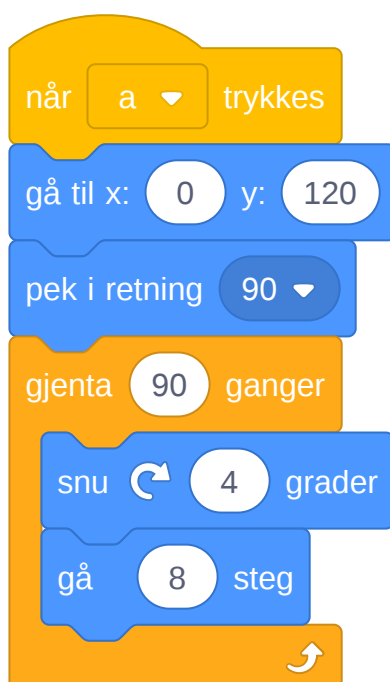 når a trykkes
gå til x: 0 y: 120
pek i retning 90
gjenta 90 ganger
snu 4 grader
gå 8 steg